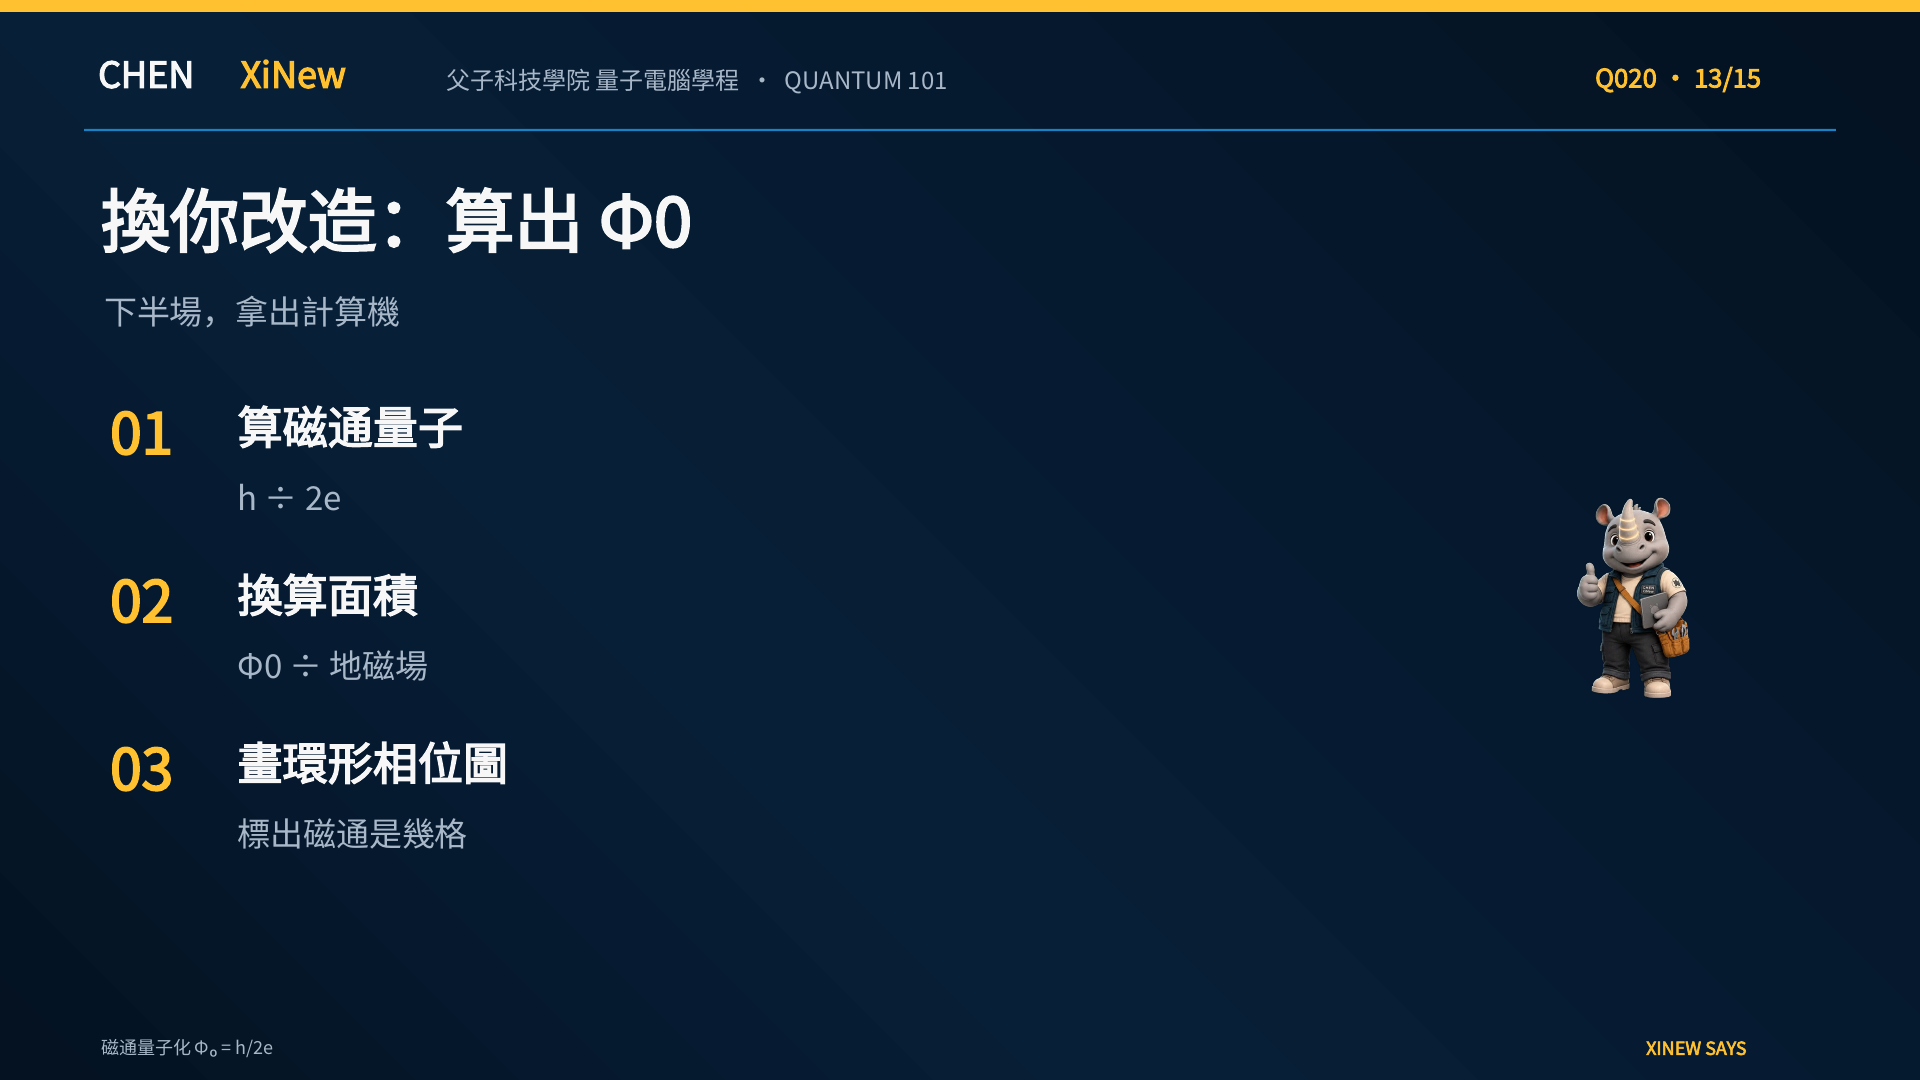 CHEN XiNew 父子科技學院 量子電腦學程 · QUANTUM 101 Q020 · 13/15
換你改造：算出 Φ0
下半場，拿出計算機
01 算磁通量子
h ÷ 2e
02 換算面積
Φ0 ÷ 地磁場
03 畫環形相位圖
標出磁通是幾格
磁通量子化 Φ₀ = h/2e XINEW SAYS